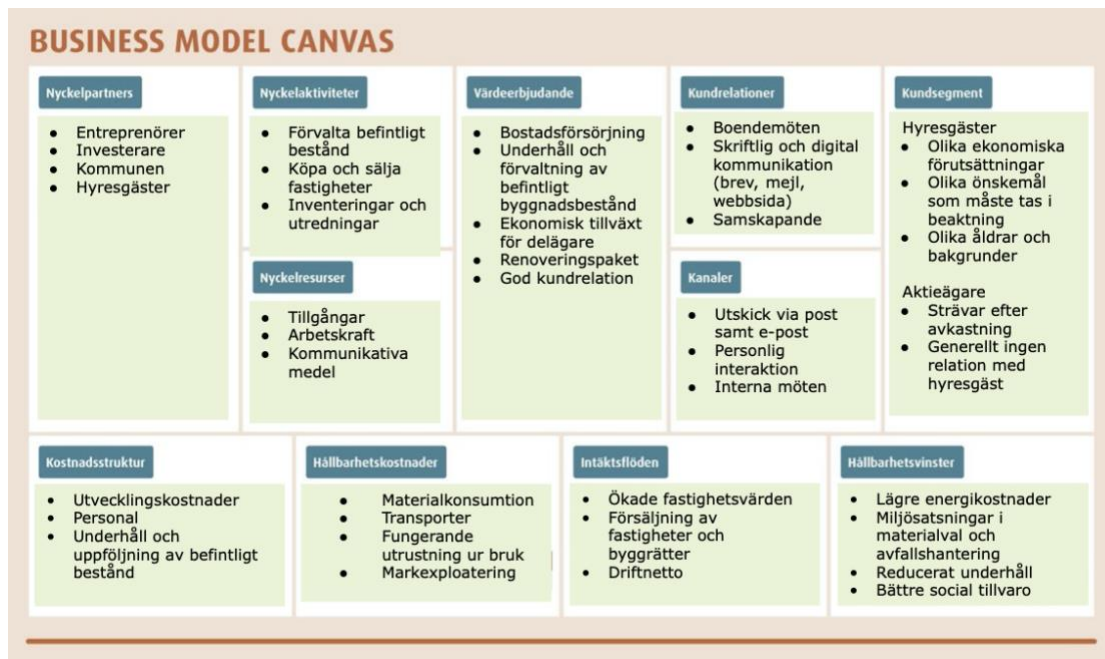 BUSINESS MODEL CANVAS
Nyckelpartners
• Entreprenörer
• Investerare
• Kommunen
• Hyresgäster
Nyckelaktiviteter
• Förvalta befintligt
bestånd
• Köpa och sälja
fastigheter
• Inventeringar och
utredningar
Nyckelresurser
• Tillgångar
• Arbetskraft
• Kommunikativa
medel
Värdeerbjudande
• Bostadsförsörjning
• Underhåll och
förvaltning av
befintligt
byggnadsbestånd
• Ekonomisk tillväxt
för delägare
• Renoveringspaket
• God kundrelation
Kundrelationer
• Boendemöten
• Skriftlig och digital
kommunikation
(brev, mejl,
webbsida)
• Samskapande
Kanaler
• Utskick via post
samt e-post
• Personlig
interaktion
• Interna möten
Kundsegment
Hyresgäster
• Olika ekonomiska
förutsättningar
• Olika önskemål
som måste tas i
beaktning
• Olika åldrar och
bakgrunder
Aktieägare
• Strävar efter
avkastning
• Generellt ingen
relation med
hyresgäst
Kostnadsstruktur
• Utvecklingskostnader
• Personal
• Underhåll och
uppföljning av befintligt
bestånd
Hållbarhetskostnader
• Materialkonsumtion
• Transporter
• Fungerande
utrustning ur bruk
• Markexploatering
Intäktsflöden
• Ökade fastighetsvärden
• Försäljning av
fastigheter och
byggrätter
• Driftnetto
Hållbarhetsvinster
• Lägre energikostnader
• Miljösatsningar i
materialval och
avfallshantering
• Reducerat underhåll
• Bättre social tillvaro